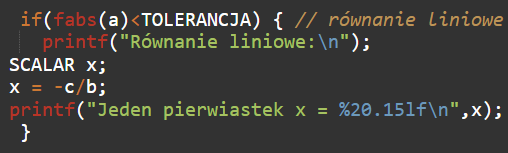 if(fabs(a)<TOLERANCJA) { // równanie liniowe
printf("Równanie liniowe:\n");
SCALAR x;
x = -c/b;
printf("Jeden pierwiastek x = %20.15lf\n",x);
}